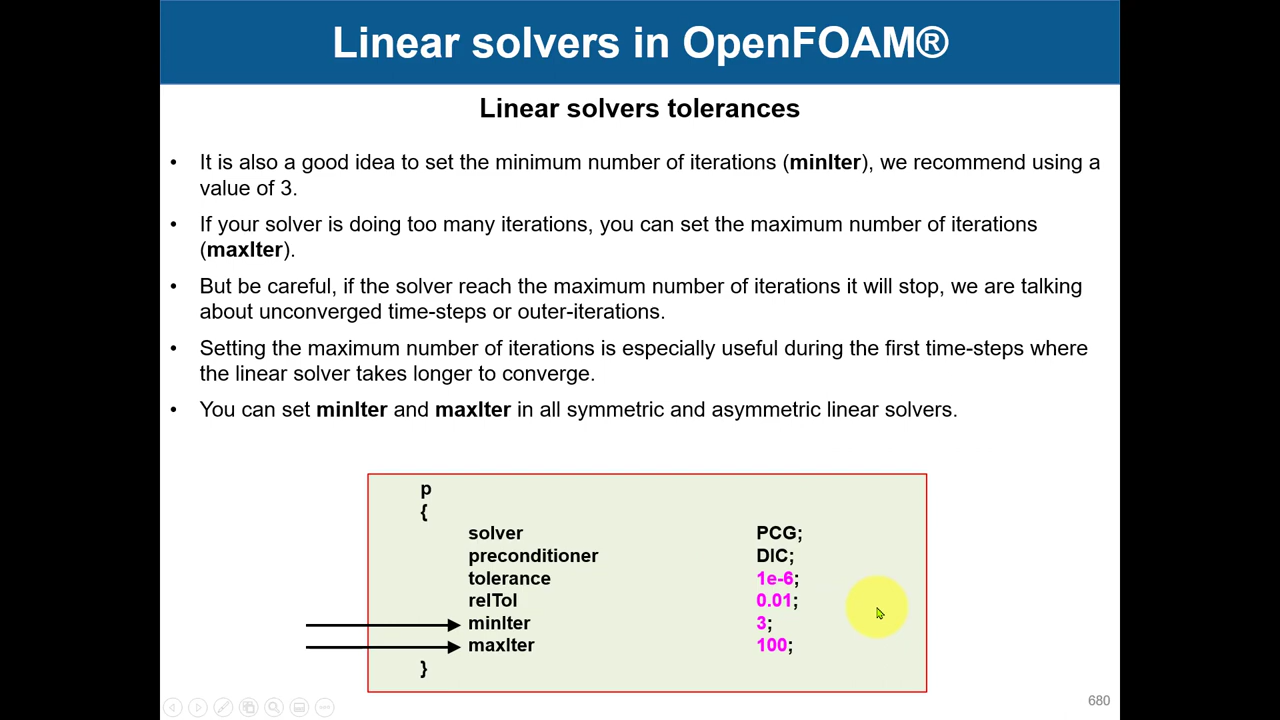 Linear solvers in OpenFOAM®
Linear solvers tolerances
• It is also a good idea to set the minimum number of iterations (minIter), we recommend using a
value of 3.
• If your solver is doing too many iterations, you can set the maximum number of iterations
(maxIter).
• But be careful, if the solver reach the maximum number of iterations it will stop, we are talking
about unconverged time-steps or outer-iterations.
• Setting the maximum number of iterations is especially useful during the first time-steps where
the linear solver takes longer to converge.
• You can set minIter and maxIter in all symmetric and asymmetric linear solvers.
p
{
solver PCG;
preconditioner DIC;
tolerance 1e-6;
relTol 0.01;
minIter 3;
maxIter 100;
}
680